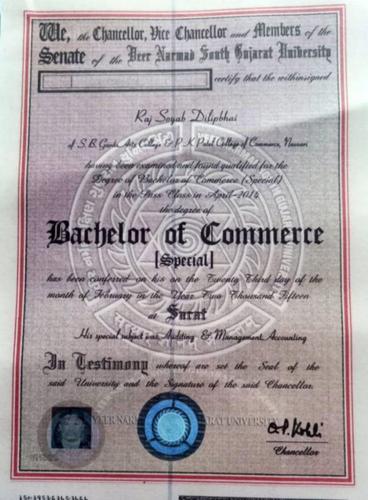 We, the Chancellor, Vice Chancellor and Members of the
Senate of the Veer Narmad South Gujarat University
certify that the withinsigned
Raj Soyab Dilipbhai
of S.B. Garda Arts College & P.K. Patel College of Commerce, Navsari
having been examined and found qualified for the
Degree of Bachelor of Commerce (Special)
in the Pass Class in April-2014
the degree of
Bachelor of Commerce
[Special]
has been conferred on his on the Twenty Third day of the
month of February in the Year Two Thousand Fifteen
at Surat
His special subject was Auditing & Management Accounting
In Testimony whereof are set the Seal of the
said University and the Signature of the said Chancellor.
Chancellor